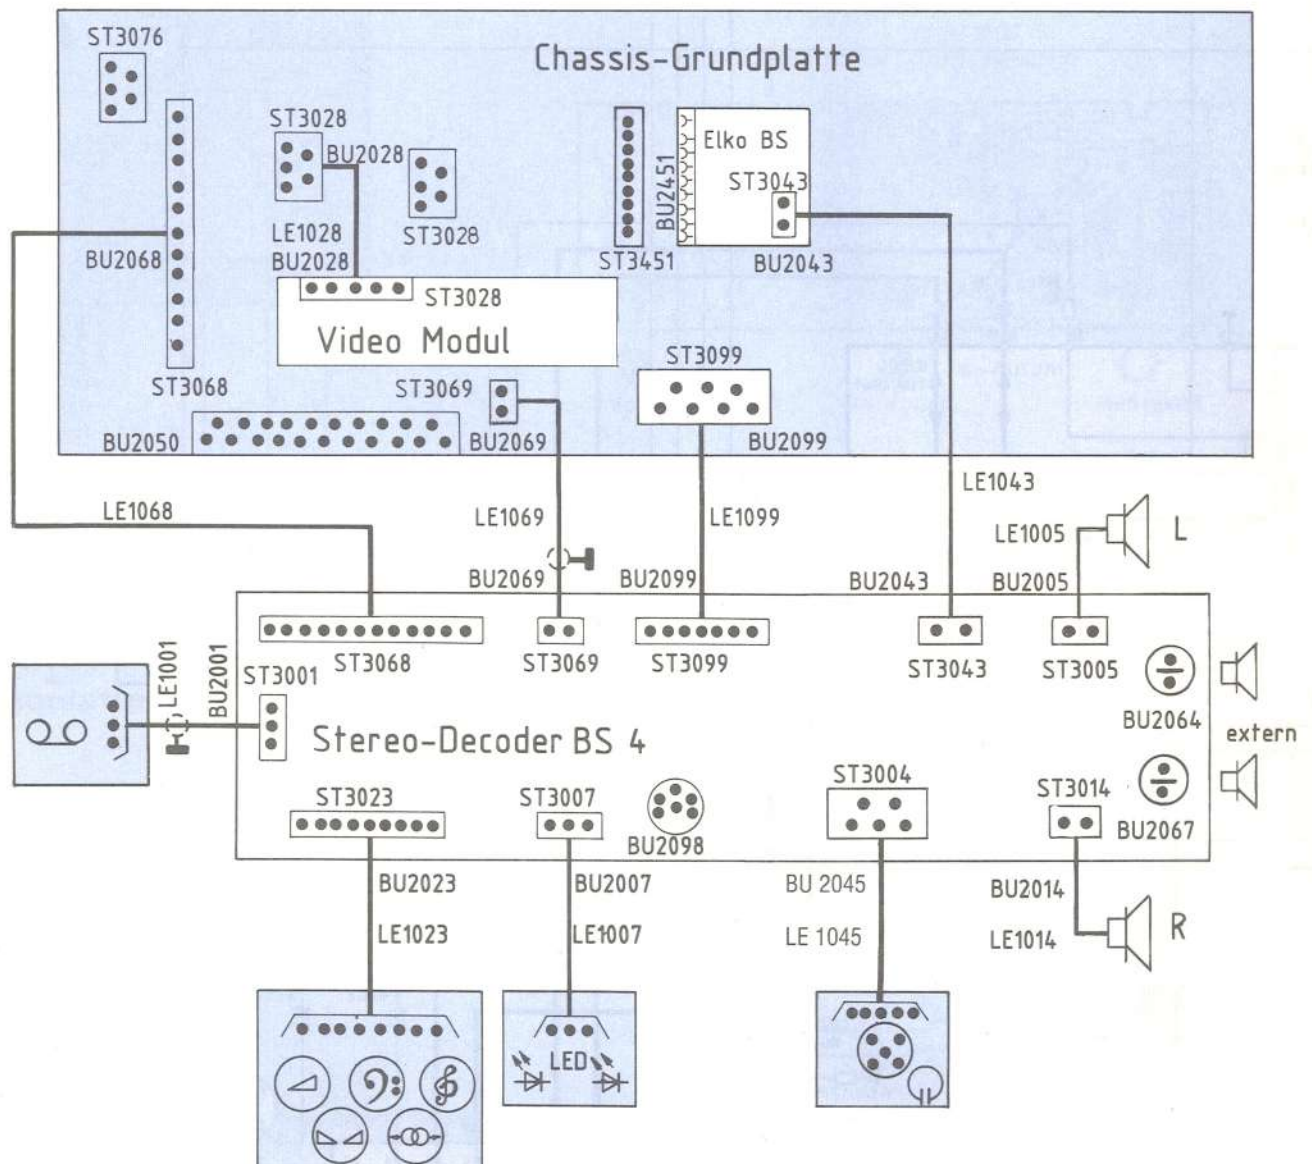 ST3076
Chassis-Grundplatte
ST3028
BU2028
BU2451
Elko BS
ST3043
BU2068
LE1028
BU2028
ST3028
ST3451
BU2043
ST3028
Video Modul
ST3068
ST3069
ST3099
BU2050
BU2069
BU2099
LE1068
LE1069
LE1099
LE1043
LE1005
L
BU2069
BU2099
BU2043
BU2005
LE1001
BU2001
ST3001
ST3068
ST3069
ST3099
ST3043
ST3005
BU2064
extern
Stereo-Decoder BS 4
ST3023
ST3007
BU2098
ST3004
ST3014
BU2067
BU2023
BU2007
BU 2045
BU2014
LE1023
LE1007
LE 1045
LE1014
R
LED